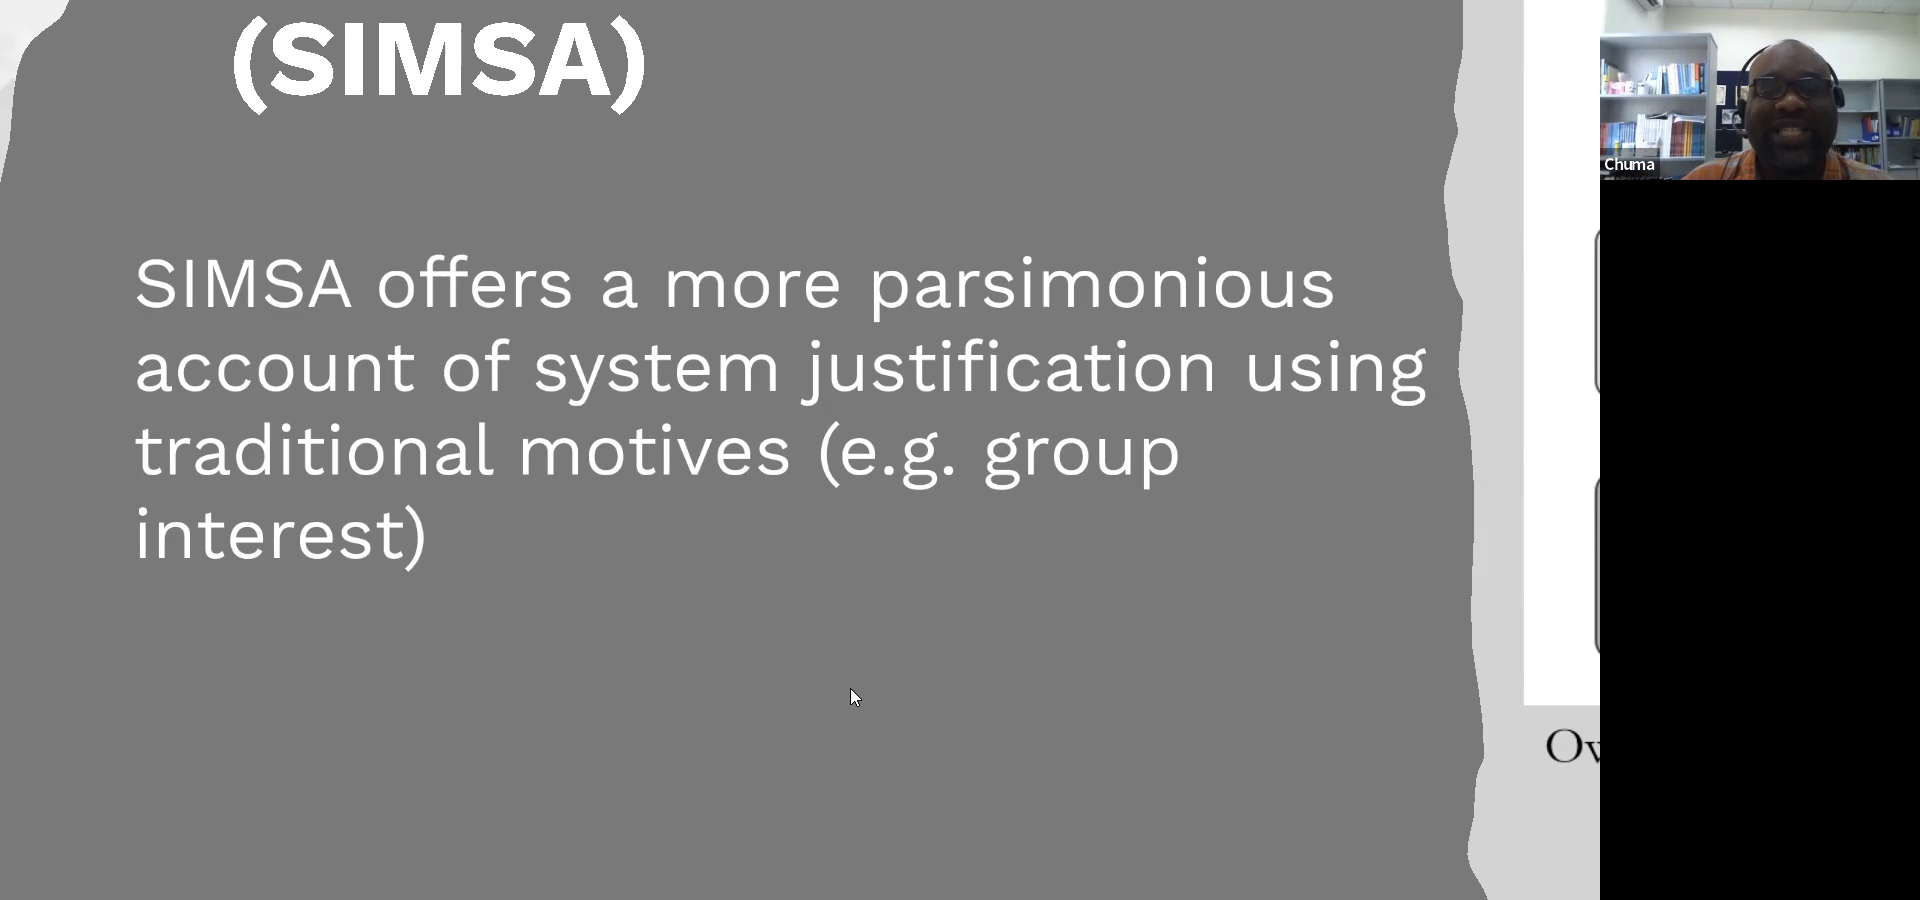 (SIMSA)
Chuma
SIMSA offers a more parsimonious
account of system justification using
traditional motives (e.g. group
interest)